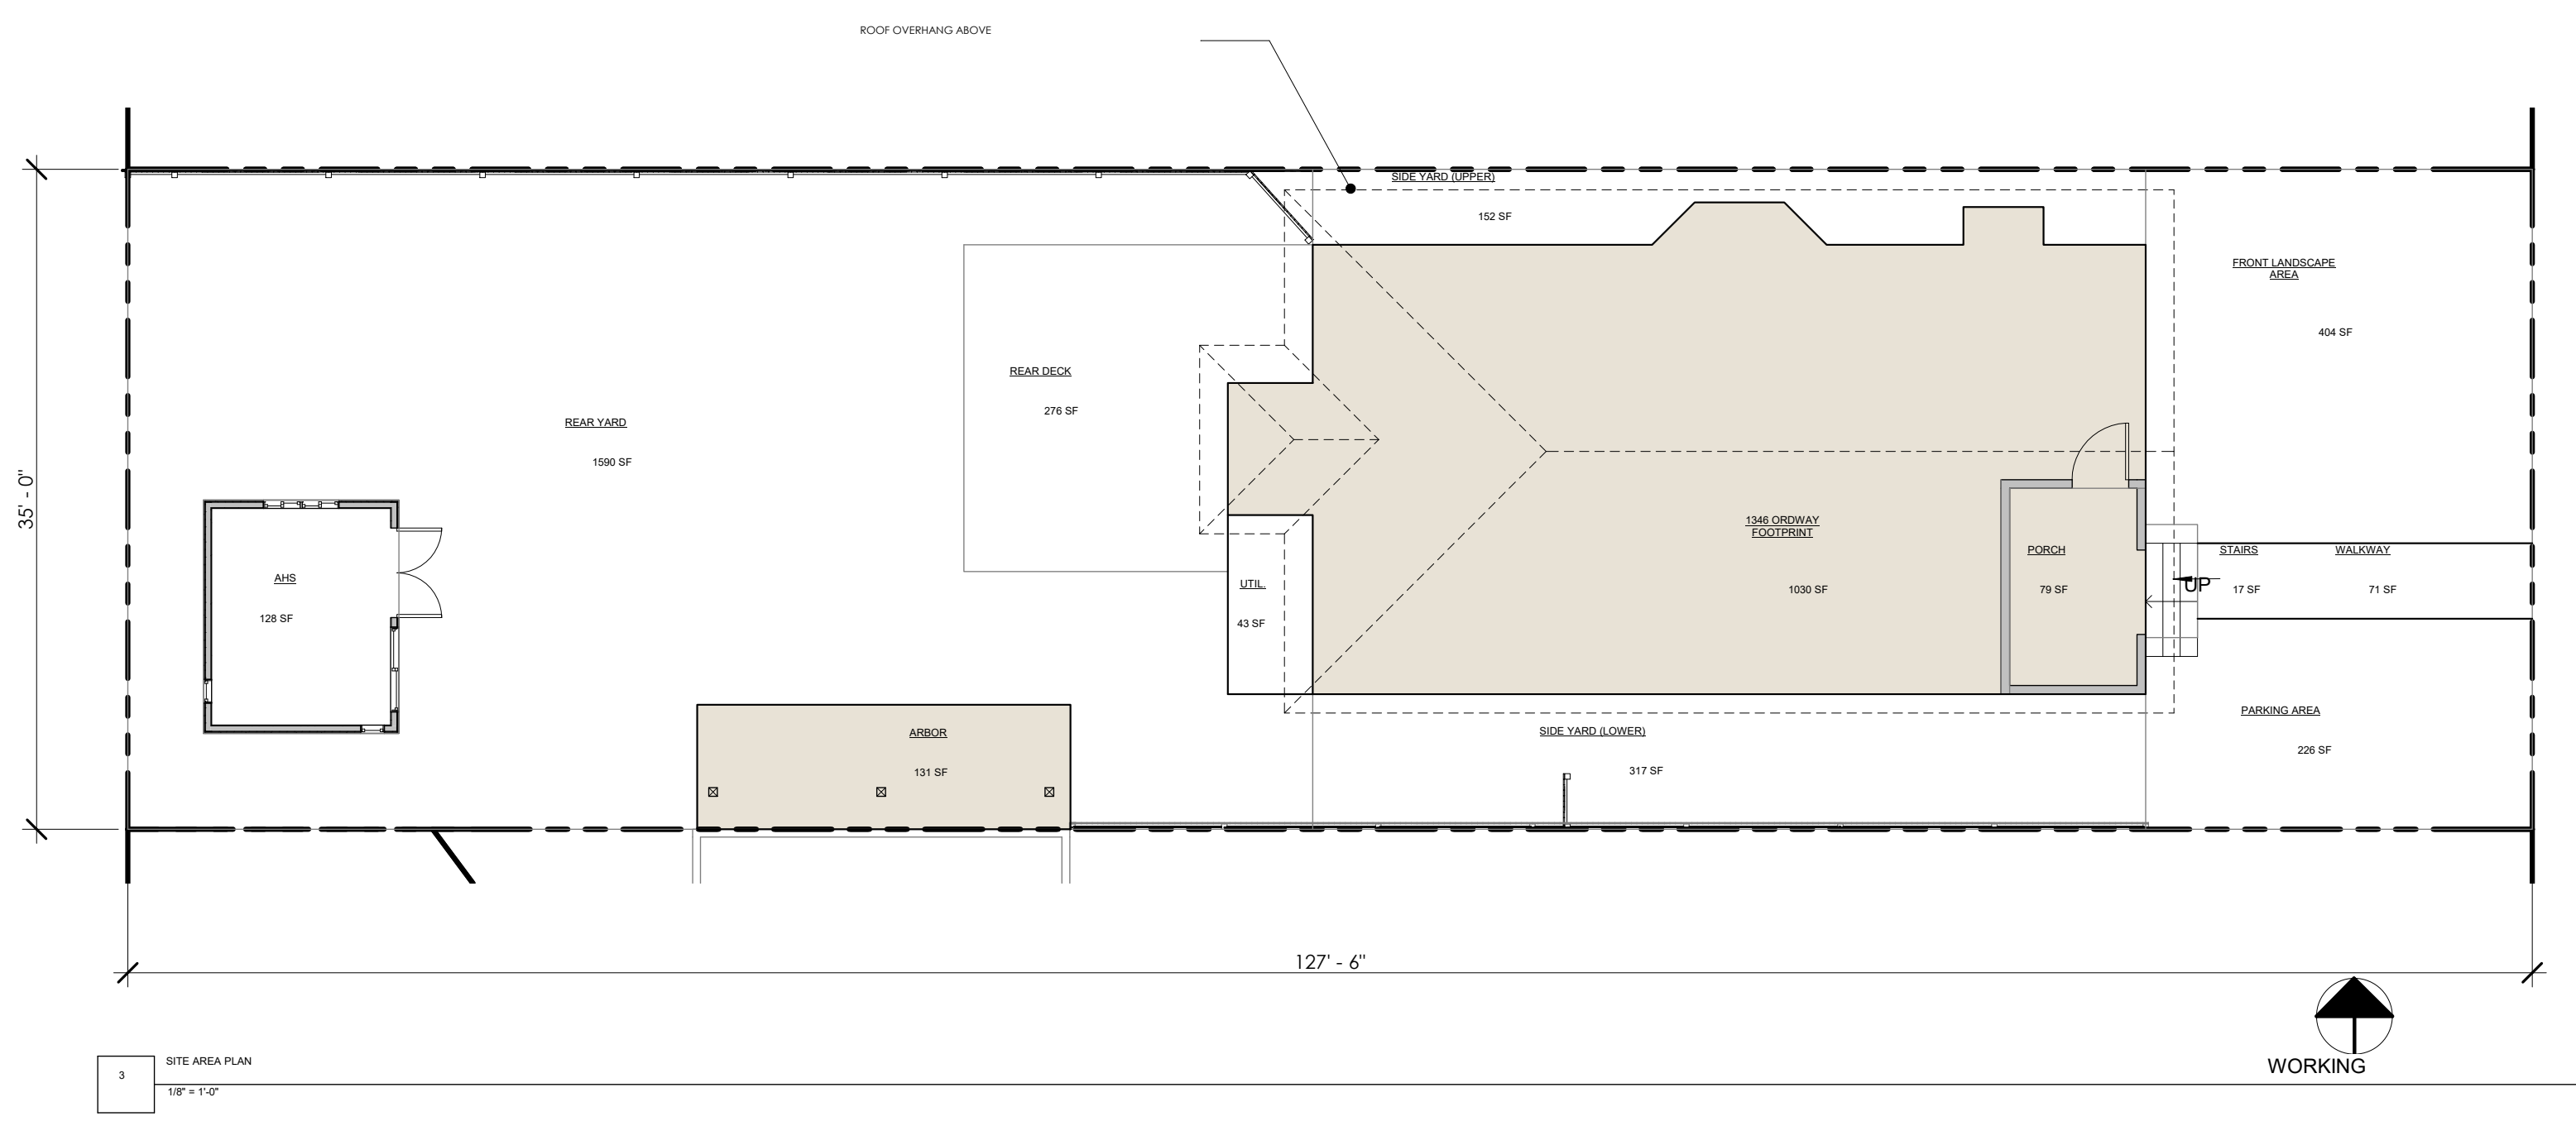 ROOF OVERHANG ABOVE
SIDE YARD (UPPER)
152 SF
FRONT LANDSCAPE
AREA
404 SF
REAR DECK
276 SF
REAR YARD
1590 SF
35' - 0"
1346 ORDWAY
FOOTPRINT
1030 SF
PORCH
79 SF
STAIRS
17 SF
WALKWAY
71 SF
UP
AHS
128 SF
UTIL.
43 SF
PARKING AREA
226 SF
ARBOR
131 SF
SIDE YARD (LOWER)
317 SF
127' - 6"
WORKING
3
SITE AREA PLAN
1/8" = 1'-0"